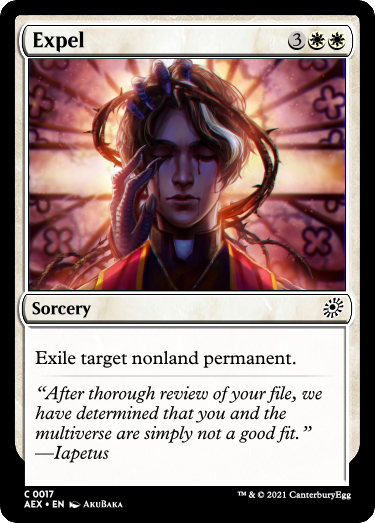 Expel 3
Sorcery
Exile target nonland permanent.
“After thorough review of your file, we
have determined that you and the
multiverse are simply not a good fit.”
—Iapetus
C 0017
AEX • EN AkuBaka
™ & © 2021 CanterburyEgg